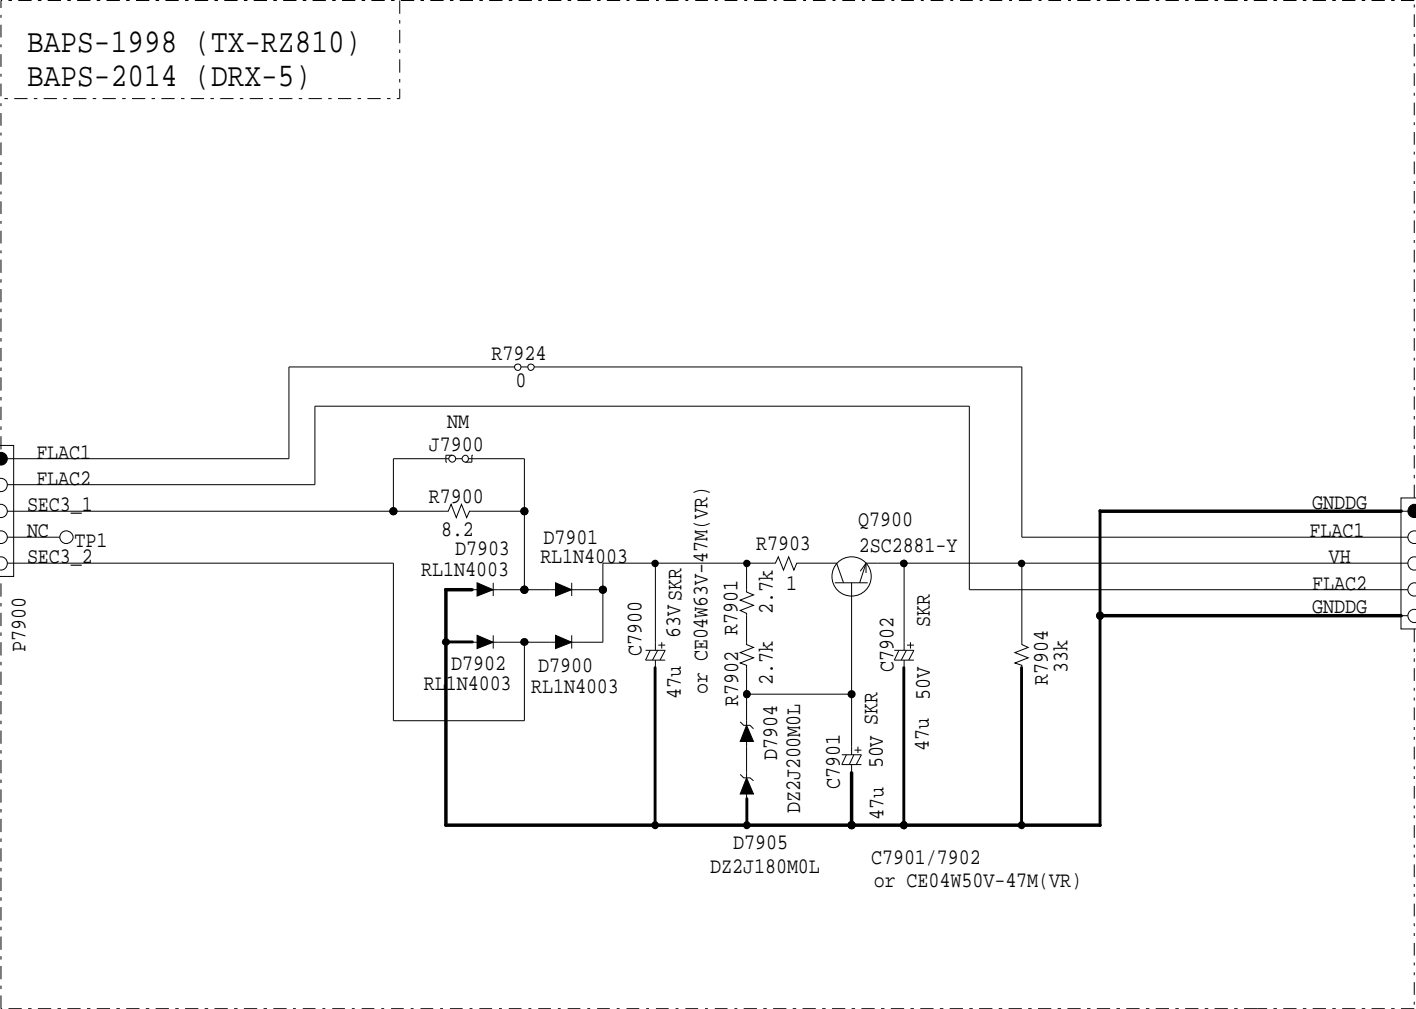 BAPS-1998 (TX-RZ810)
BAPS-2014 (DRX-5)
R7924
0
NM
J7900
FLAC1
FLAC2
SEC3_1
NC
TP1
SEC3_2
P7900
R7900
8.2
D7903
RL1N4003
D7901
RL1N4003
D7902
RL1N4003
D7900
RL1N4003
C7900
47u 63V SKR
or CE04W63V-47M(VR)
R7901
2.7k
R7902
2.7k
R7903
1
Q7900
2SC2881-Y
D7904
DZ2J200M0L
C7901
47u 50V SKR
C7902
47u 50V SKR
R7904
33k
D7905
DZ2J180M0L
C7901/7902
or CE04W50V-47M(VR)
GNDDG
FLAC1
VH
FLAC2
GNDDG